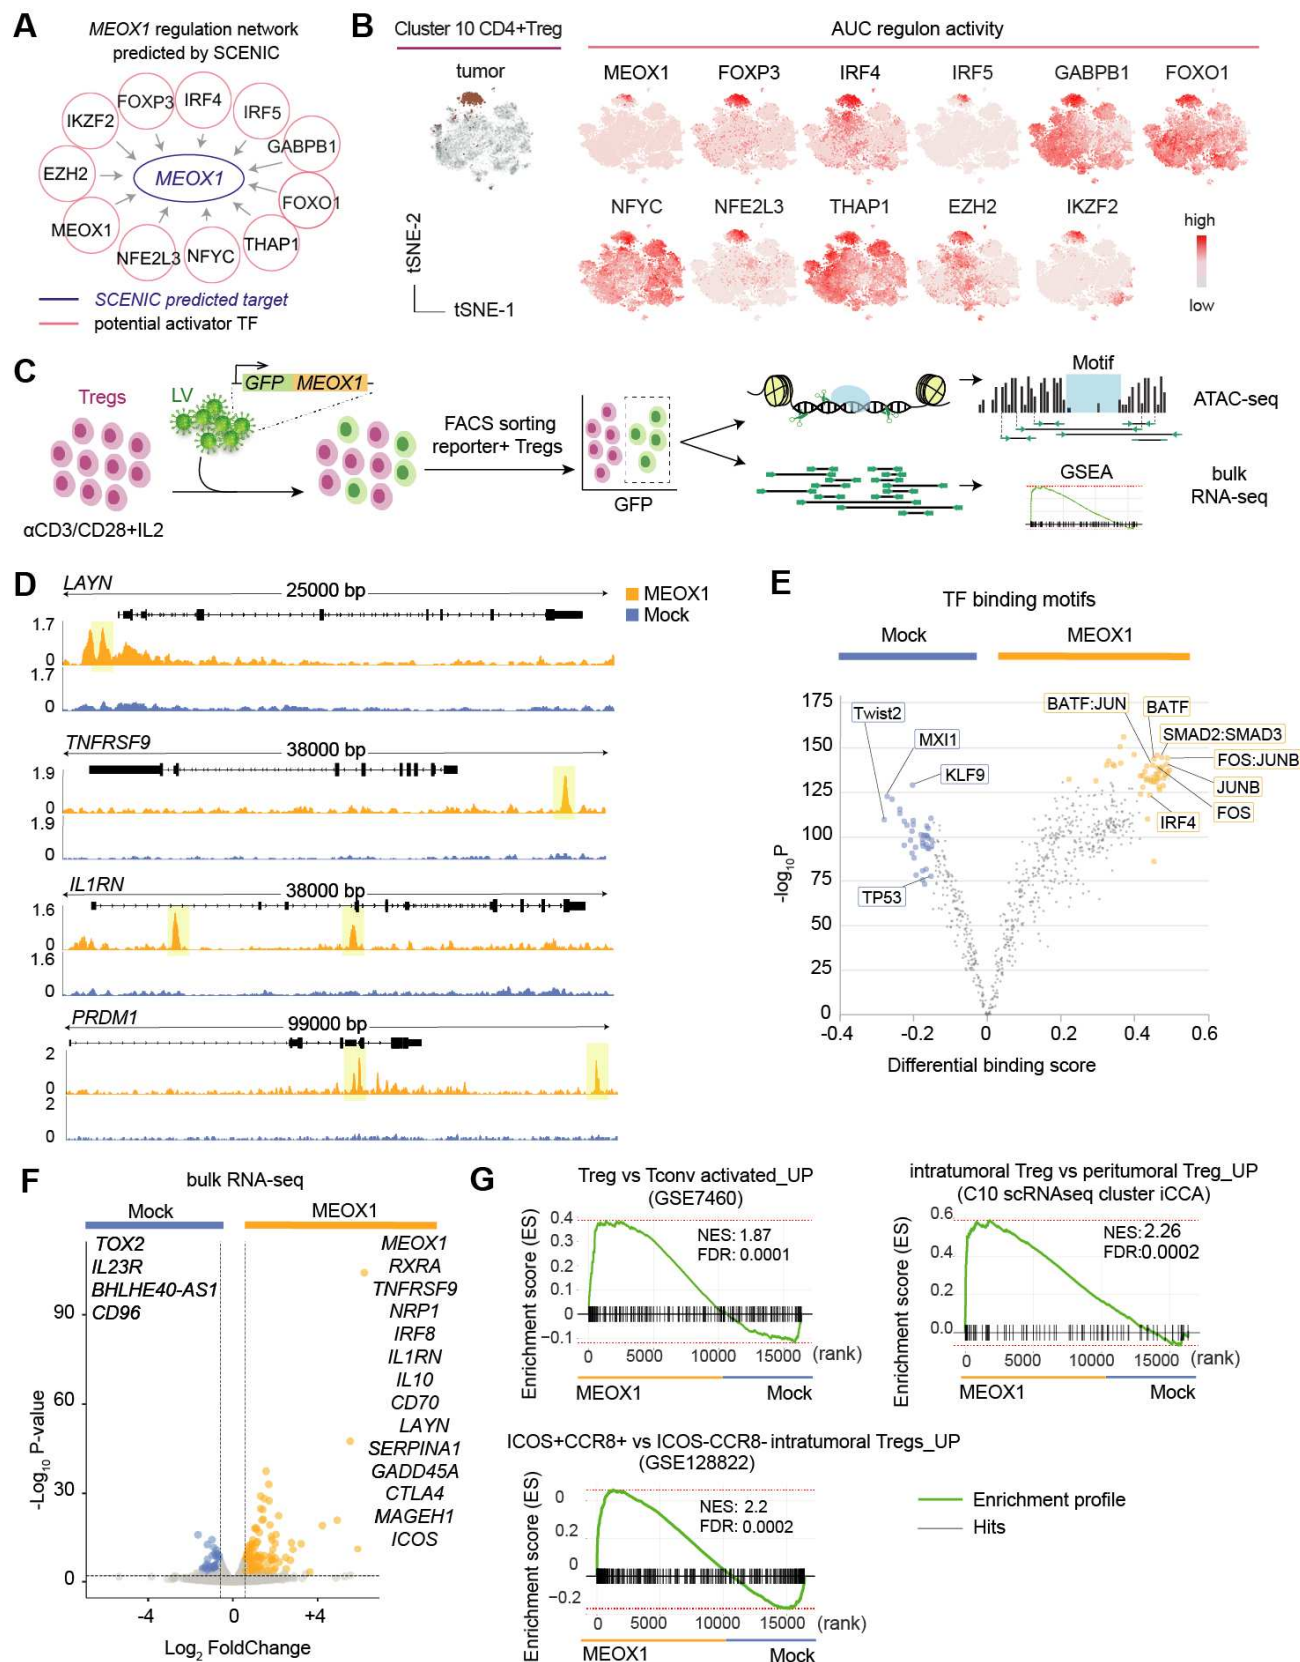 A
MEOX1 regulation network
predicted by SCENIC
FOXP3
IRF4
IKZF2
IRF5
GABPB1
EZH2
MEOX1
FOXO1
MEOX1
THAP1
NFE2L3
NFYC
SCENIC predicted target
potential activator TF
B
Cluster 10 CD4+Treg
AUC regulon activity
tumor
MEOX1
FOXP3
IRF4
IRF5
GABPB1
FOXO1
NFYC
NFE2L3
THAP1
EZH2
IKZF2
high
low
tSNE-2
tSNE-1
C
Tregs
LV
GFP MEOX1
αCD3/CD28+IL2
FACS sorting
reporter+ Tregs
GFP
Motif
ATAC-seq
GSEA
bulk
RNA-seq
D
LAYN
25000 bp
MEOX1
Mock
1.7
0
1.7
0
TNFRSF9
38000 bp
1.9
0
1.9
0
IL1RN
38000 bp
1.6
0
1.6
0
PRDM1
99000 bp
2
0
2
0
E
TF binding motifs
Mock
MEOX1
175
150
125
100
75
50
25
0
-log10P
Twist2
MXI1
KLF9
TP53
BATF:JUN
BATF
SMAD2:SMAD3
FOS:JUNB
JUNB
FOS
IRF4
-0.4
-0.2
0
0.2
0.4
0.6
Differential binding score
F
bulk RNA-seq
Mock
MEOX1
TOX2
IL23R
BHLHE40-AS1
CD96
MEOX1
RXRA
TNFRSF9
NRP1
IRF8
IL1RN
IL10
CD70
LAYN
SERPINA1
GADD45A
CTLA4
MAGEH1
ICOS
90
60
30
0
-Log10 P-value
-4
0
+4
Log2 FoldChange
G
Treg vs Tconv activated_UP
(GSE7460)
Enrichment score (ES)
0.4
0.3
0.2
0.1
0
−0.1
NES: 1.87
FDR: 0.0001
0
5000
10000
15000
(rank)
MEOX1
Mock
intratumoral Treg vs peritumoral Treg_UP
(C10 scRNAseq cluster iCCA)
Enrichment score (ES)
0.6
0.4
0.2
0.0
NES: 2.26
FDR:0.0002
0
5000
10000
15000
(rank)
MEOX1
Mock
ICOS+CCR8+ vs ICOS-CCR8- intratumoral Tregs_UP
(GSE128822)
Enrichment score (ES)
0
0.2
0
−0.2
NES: 2.2
FDR: 0.0002
0
5000
10000
15000
(rank)
MEOX1
Mock
Enrichment profile
Hits